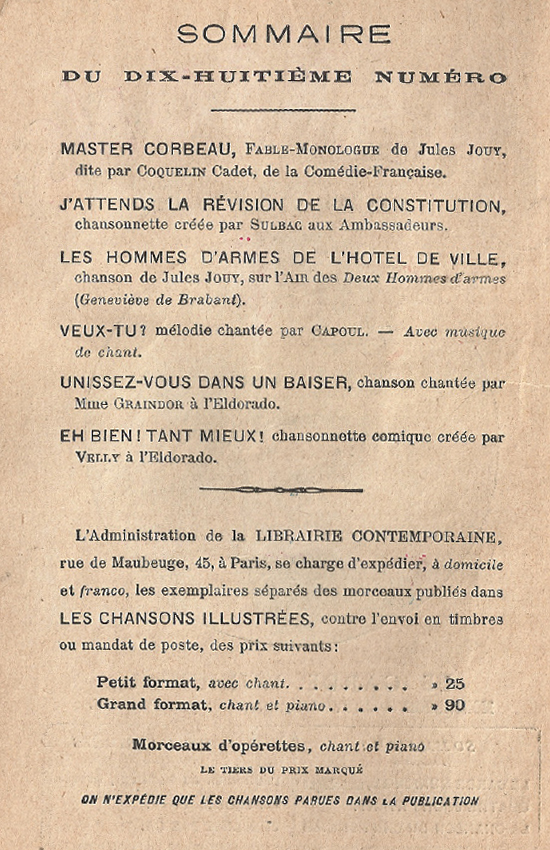 SOMMAIRE
DU DIX-HUITIÈME NUMÉRO
MASTER CORBEAU, FABLE-MONOLOGUE de Jules JOUY,
dite par COQUELIN Cadet, de la Comédie-Française.
J'ATTENDS LA RÉVISION DE LA CONSTITUTION,
chansonnette créée par SULBAC aux Ambassadeurs.
LES HOMMES D'ARMES DE L'HOTEL DE VILLE,
chanson de Jules JOUY, sur l'AIR des Deux Hommes d'armes
(Geneviève de Brabant).
VEUX-TU? mélodie chantée par CAPOUL. — Avec musique
de chant.
UNISSEZ-VOUS DANS UN BAISER, chanson chantée par
Mme GRAINDOR à l'Eldorado.
EH BIEN! TANT MIEUX! chansonnette comique créée par
VELLY à l'Eldorado.
L'Administration de la LIBRAIRIE CONTEMPORAINE,
rue de Maubeuge, 45, à Paris, se charge d'expédier, à domicile
et franco, les exemplaires séparés des morceaux publiés dans
LES CHANSONS ILLUSTRÉES, contre l'envoi en timbres
ou mandat de poste, des prix suivants:
Petit format, avec chant. . . . . . . . . » 25
Grand format, chant et piano. . . . . . » 90
Morceaux d'opérettes, chant et piano
LE TIERS DU PRIX MARQUÉ
ON N'EXPÉDIE QUE LES CHANSONS PARUES DANS LA PUBLICATION